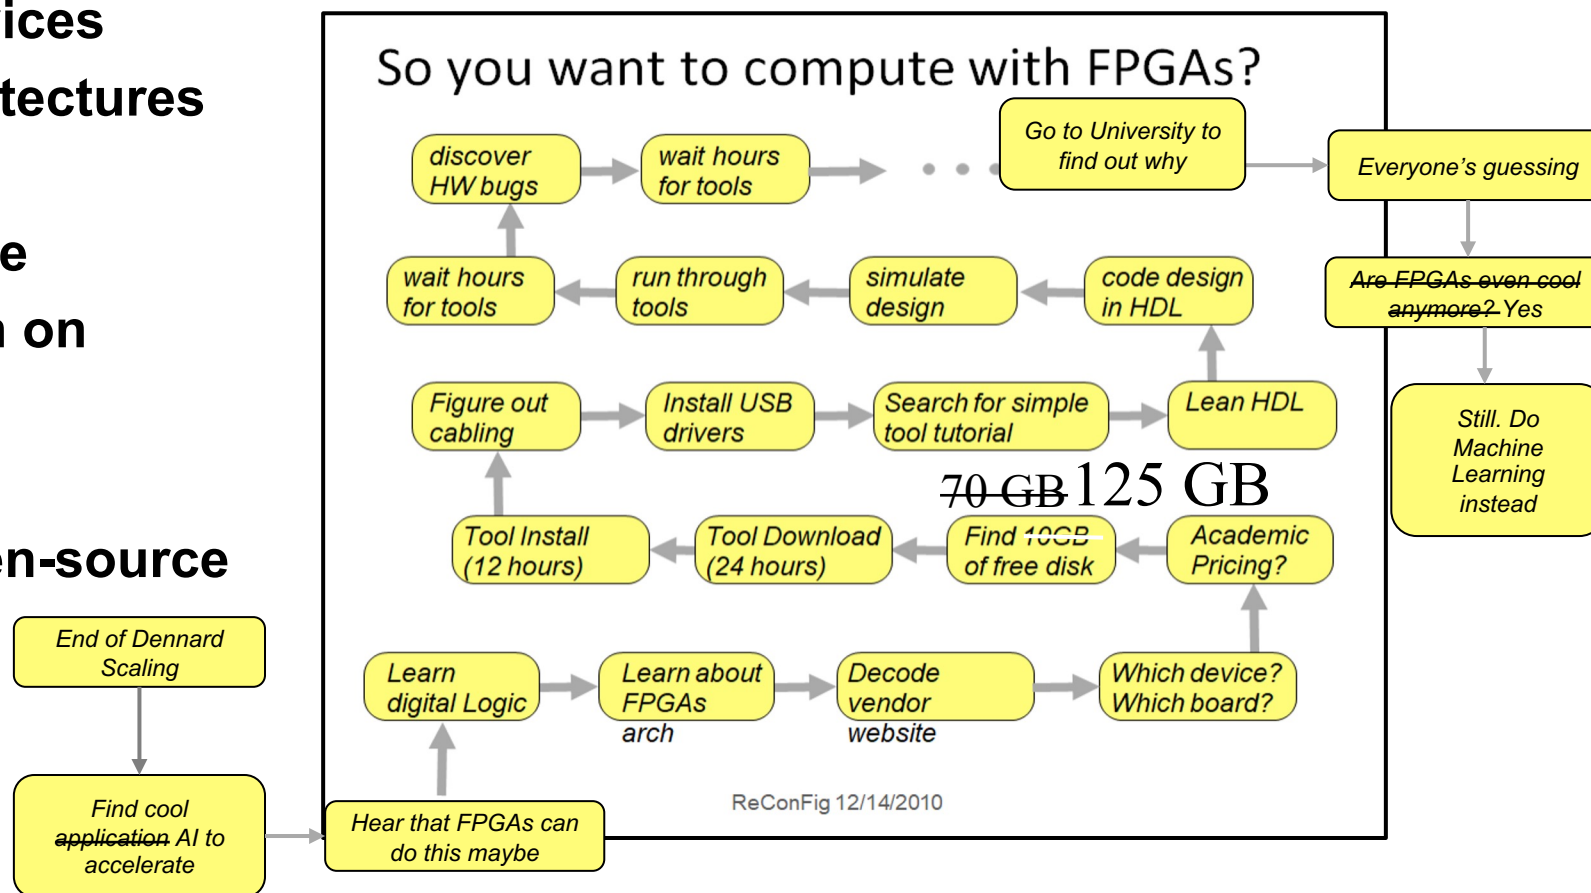 vices
tectures
e
n on
en-source
So you want to compute with FPGAs?
discover
HW bugs
wait hours
for tools
• • •
Go to University to
find out why
Everyone's guessing
wait hours
for tools
run through
tools
simulate
design
code design
in HDL
Are FPGAs even cool
anymore? Yes
Figure out
cabling
Install USB
drivers
Search for simple
tool tutorial
Lean HDL
Still. Do
Machine
Learning
instead
70 GB 125 GB
Tool Install
(12 hours)
Tool Download
(24 hours)
Find 10GB
of free disk
Academic
Pricing?
End of Dennard
Scaling
Learn
digital Logic
Learn about
FPGAs
arch
Decode
vendor
website
Which device?
Which board?
Find cool
application AI to
accelerate
Hear that FPGAs can
do this maybe
ReConFig 12/14/2010